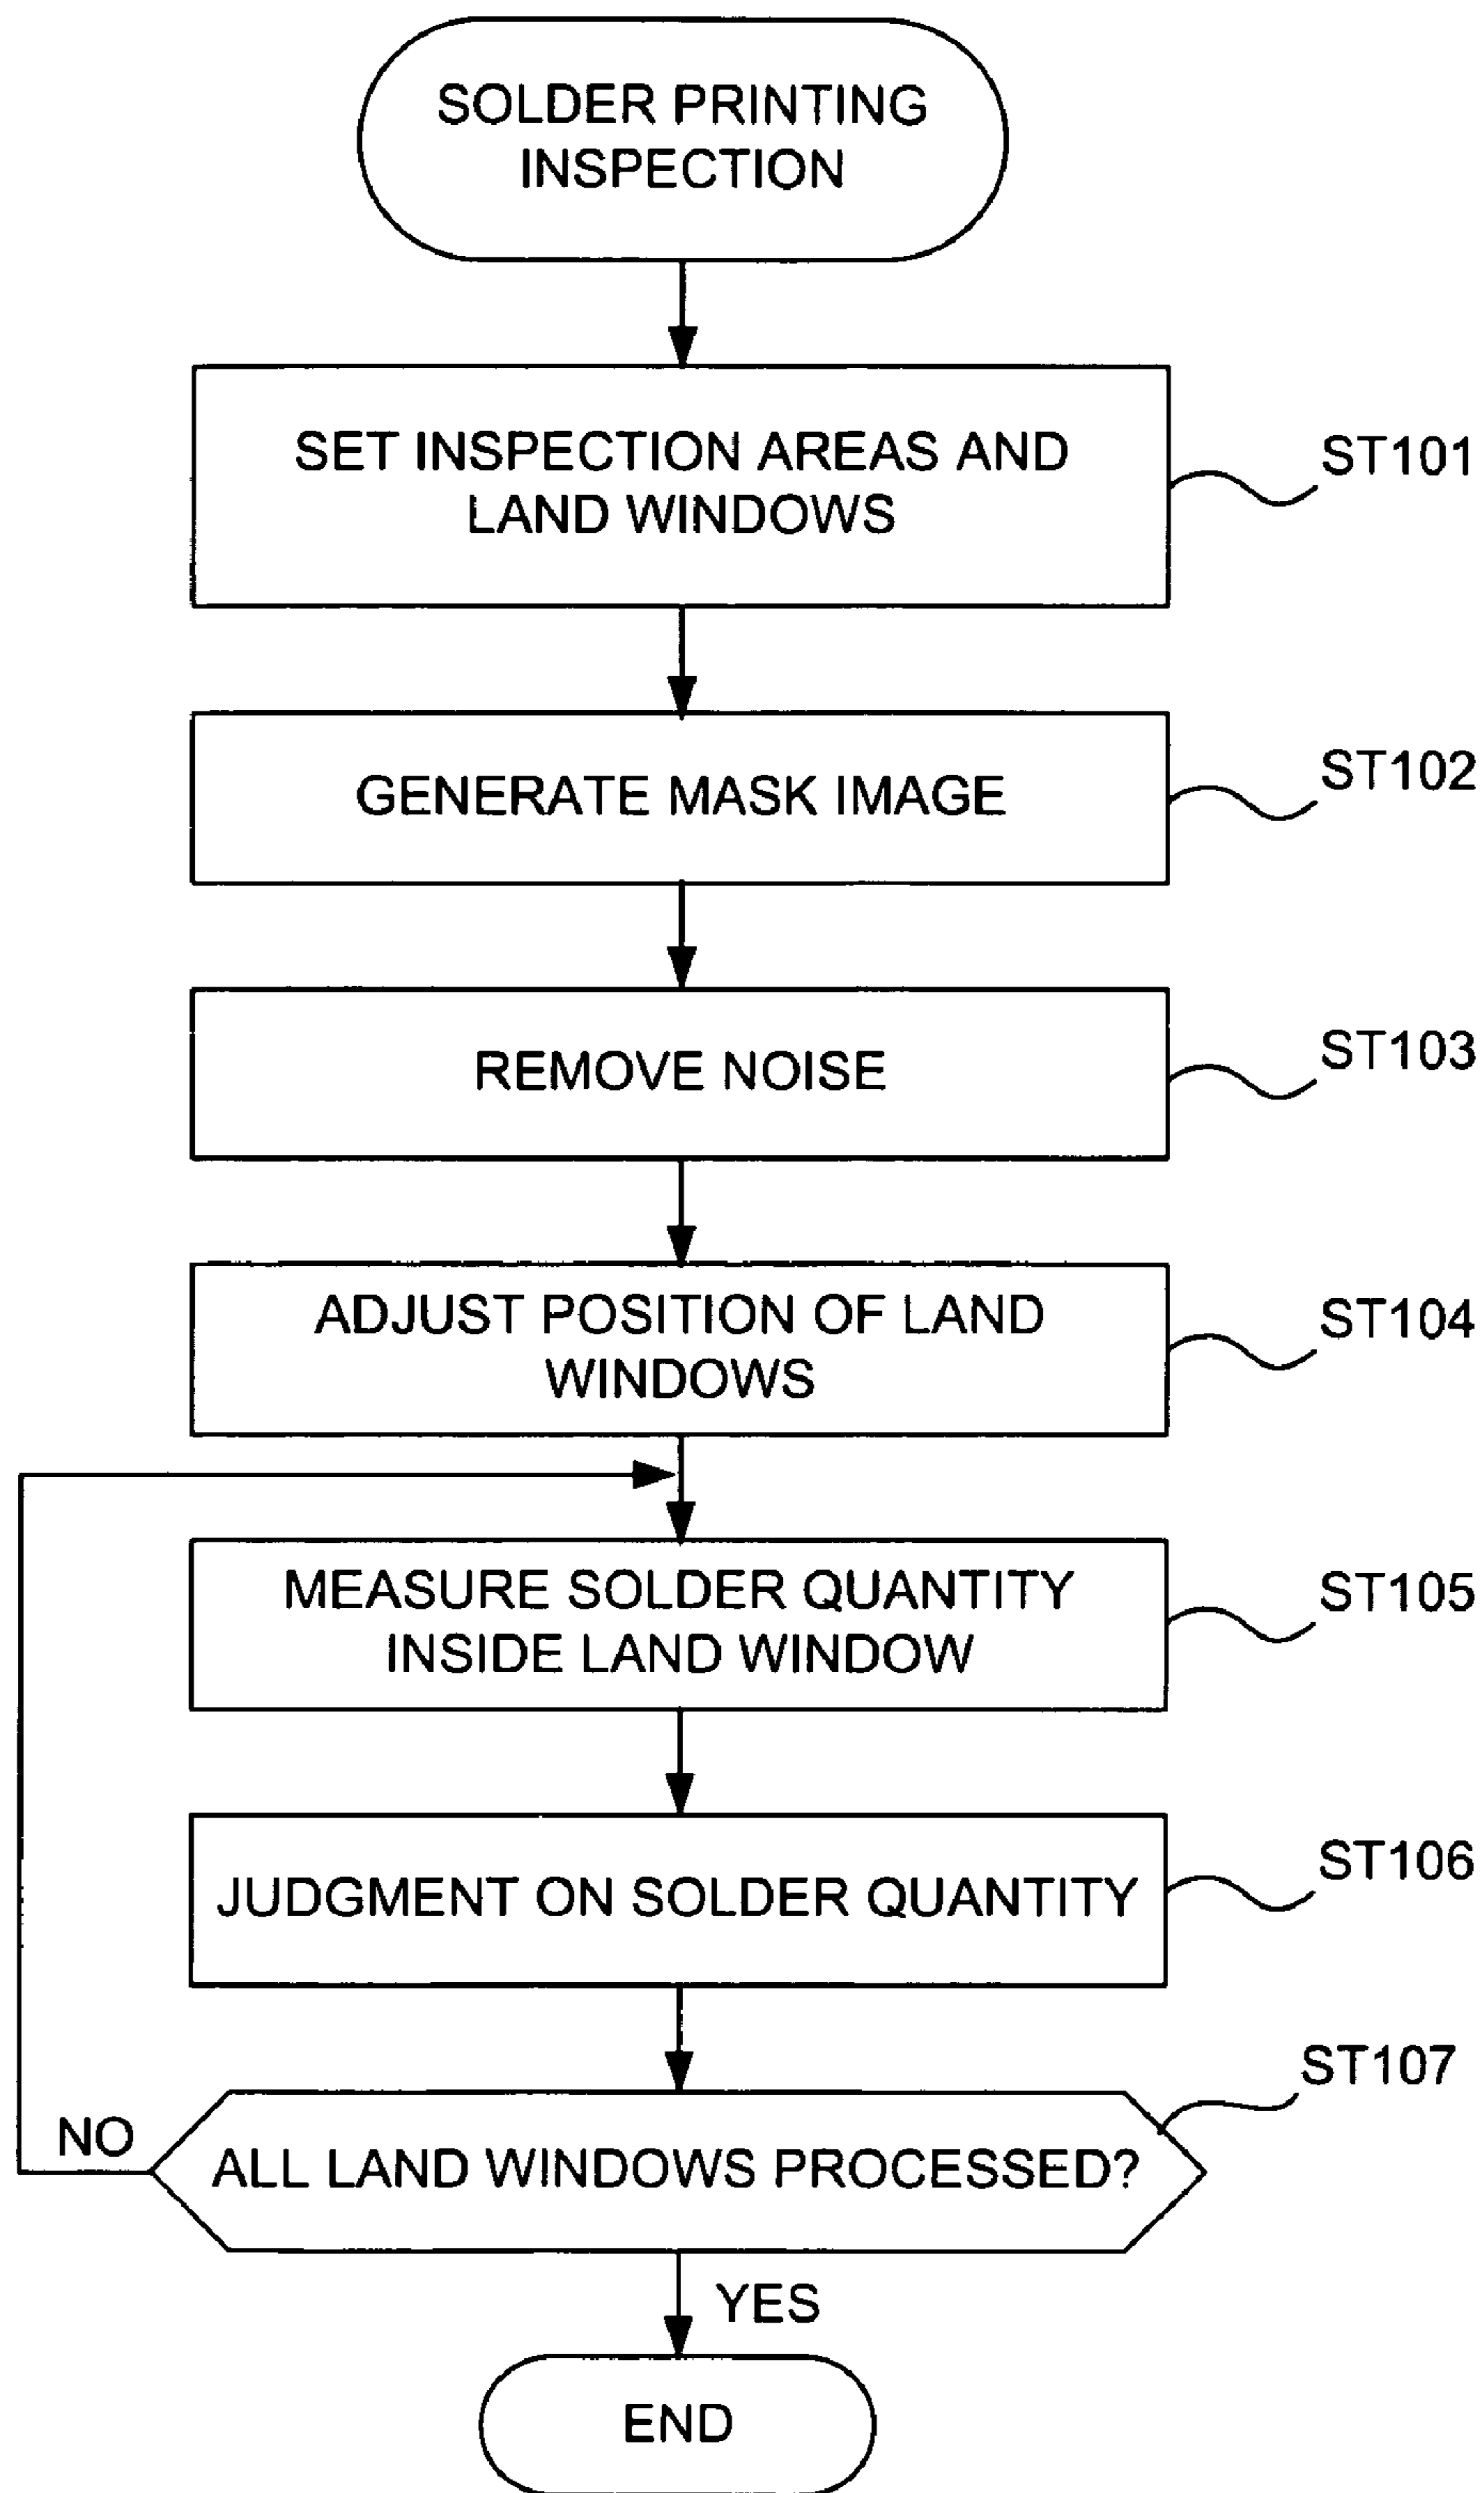 SOLDER PRINTING
INSPECTION
SET INSPECTION AREAS AND
LAND WINDOWS
ST101
GENERATE MASK IMAGE
ST102
REMOVE NOISE
ST103
ADJUST POSITION OF LAND
WINDOWS
ST104
MEASURE SOLDER QUANTITY
INSIDE LAND WINDOW
ST105
JUDGMENT ON SOLDER QUANTITY
ST106
ST107
NO
ALL LAND WINDOWS PROCESSED?
YES
END